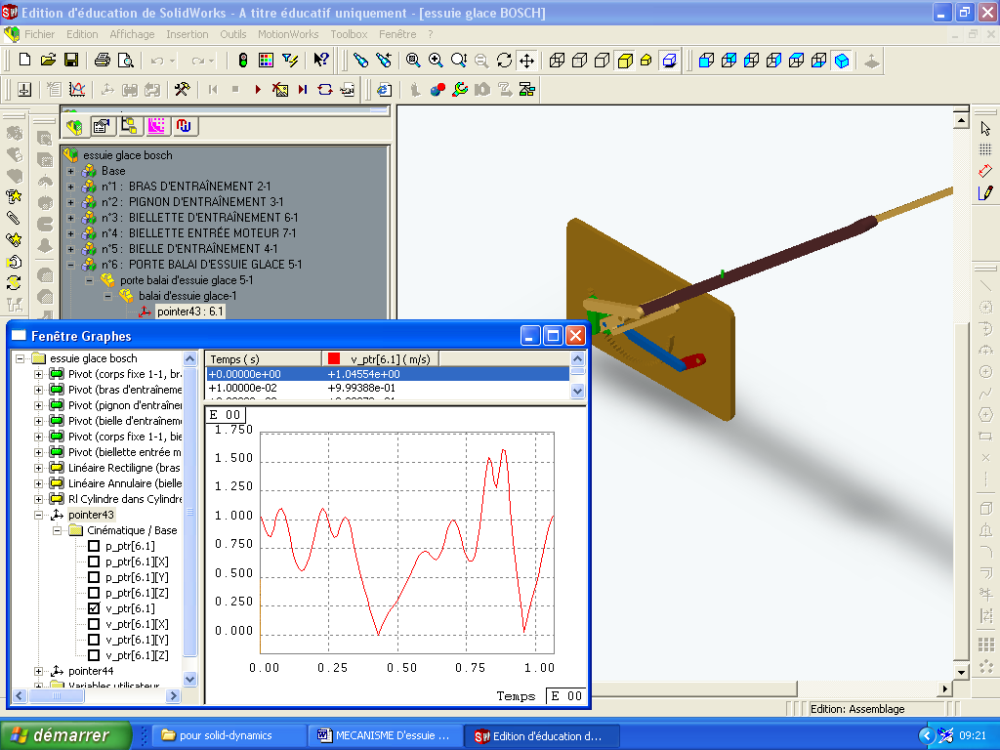 Edition d'éducation de SolidWorks - A titre éducatif uniquement - [essuie glace BOSCH]
Fichier Edition Affichage Insertion Outils MotionWorks Toolbox Fenêtre ?
essuie glace bosch
Base
n°1 : BRAS D'ENTRAÎNEMENT 2-1
n°2 : PIGNON D'ENTRAÎNEMENT 3-1
n°3 : BIELLETTE D'ENTRAÎNEMENT 6-1
n°4 : BIELLETTE ENTRÉE MOTEUR 7-1
n°5 : BIELLE D'ENTRAÎNEMENT 4-1
n°6 : PORTE BALAI D'ESSUIE GLACE 5-1
porte balai d'essuie glace 5-1
balai d'essuie glace-1
pointer43 : 6.1
Fenêtre Graphes
essuie glace bosch
Pivot (corps fixe 1-1, bra
Pivot (bras d'entraîneme
Pivot (pignon d'entraîner
Pivot (bielle d'entraînem
Pivot (corps fixe 1-1, bie
Pivot (biellette entrée m
Linéaire Rectiligne (bras
Linéaire Annulaire (bielle
Rl Cylindre dans Cylindre
pointer43
Cinématique / Base
p_ptr[6.1]
p_ptr[6.1][X]
p_ptr[6.1][Y]
p_ptr[6.1][Z]
v_ptr[6.1]
v_ptr[6.1][X]
v_ptr[6.1][Y]
v_ptr[6.1][Z]
pointer44
Variables utilisateur
Temps ( s) v_ptr[6.1] ( m/s)
+0.00000e+00 +1.04554e+00
+1.00000e-02 +9.99388e-01
E 00
1.750
1.500
1.250
1.000
0.750
0.500
0.250
0.000
0.00 0.25 0.50 0.75 1.00
Temps E 00
Edition: Assemblage
démarrer pour solid-dynamics MECANISME D'essuie ... Edition d'éducation d... 09:21